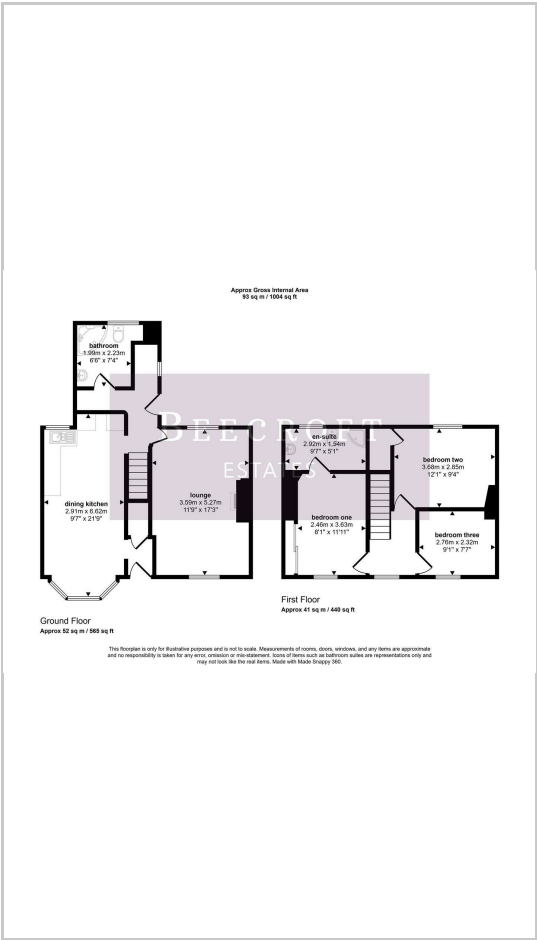 Approx Gross Internal Area
93 sq m / 1004 sq ft
bathroom
1.99m x 2.23m
6'6" x 7'4"
BEECROFT
ESTATES
dining kitchen
2.91m x 6.62m
9'7" x 21'9"
lounge
3.59m x 5.27m
11'9" x 17'3"
en-suite
2.92m x 1.54m
9'7" x 5'1"
bedroom two
3.68m x 2.85m
12'1" x 9'4"
bedroom one
2.46m x 3.63m
8'1" x 11'11"
bedroom three
2.76m x 2.32m
9'1" x 7'7"
Ground Floor
Approx 52 sq m / 565 sq ft
First Floor
Approx 41 sq m / 440 sq ft
This floorplan is only for illustrative purposes and is not to scale. Measurements of rooms, doors, windows, and any items are approximate
and no responsibility is taken for any error, omission or mis-statement. Icons of items such as bathroom suites are representations only and
may not look like the real items. Made with Made Snappy 360.